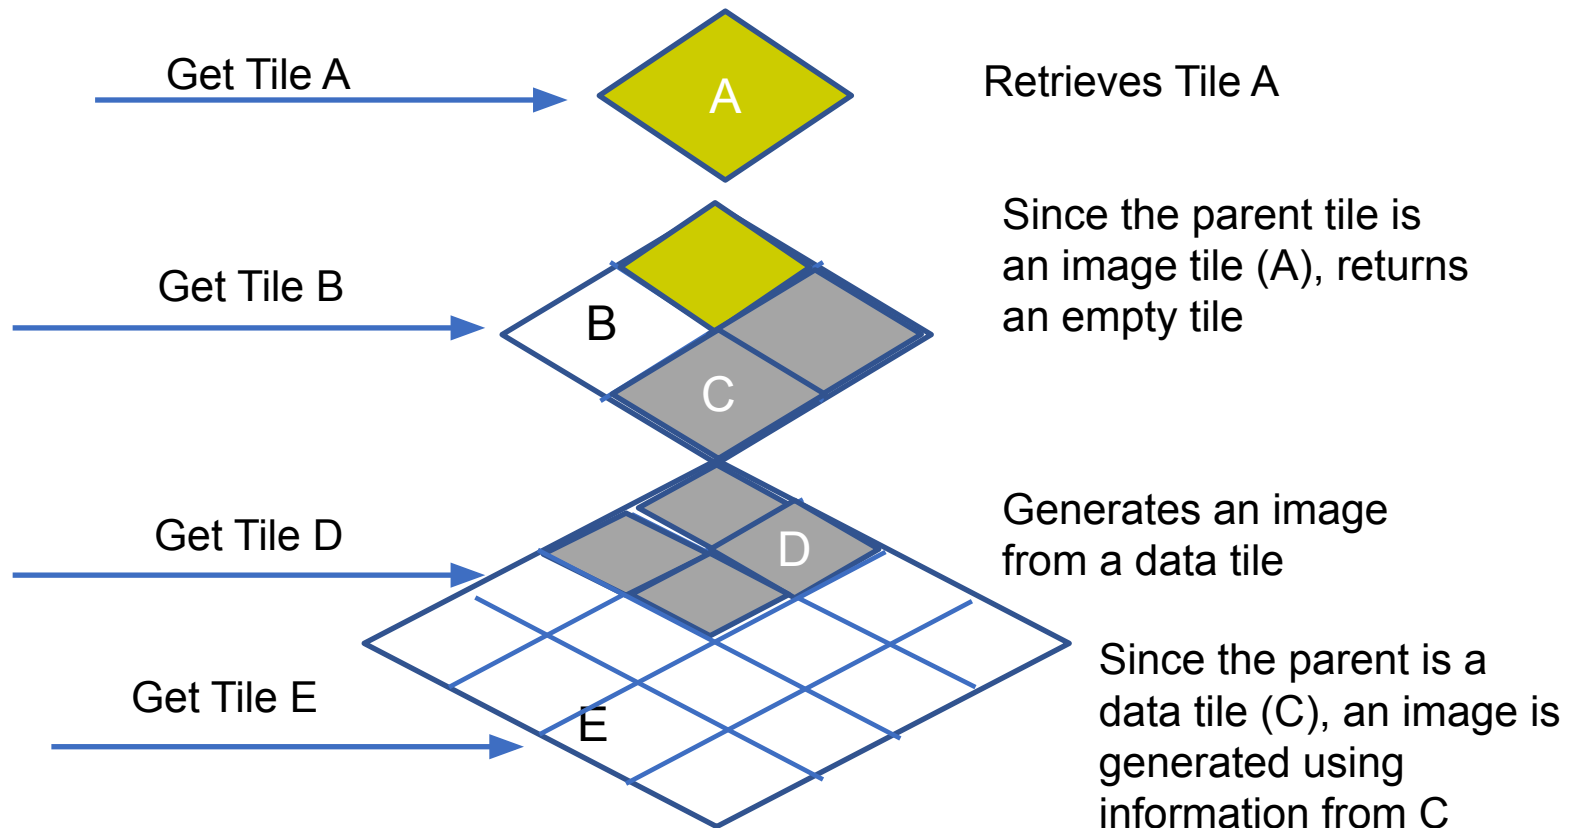 Get Tile A
A
Retrieves Tile A
Get Tile B
B
C
Since the parent tile is
an image tile (A), returns
an empty tile
Get Tile D
D
Generates an image
from a data tile
Get Tile E
E
Since the parent is a
data tile (C), an image is
generated using
information from C